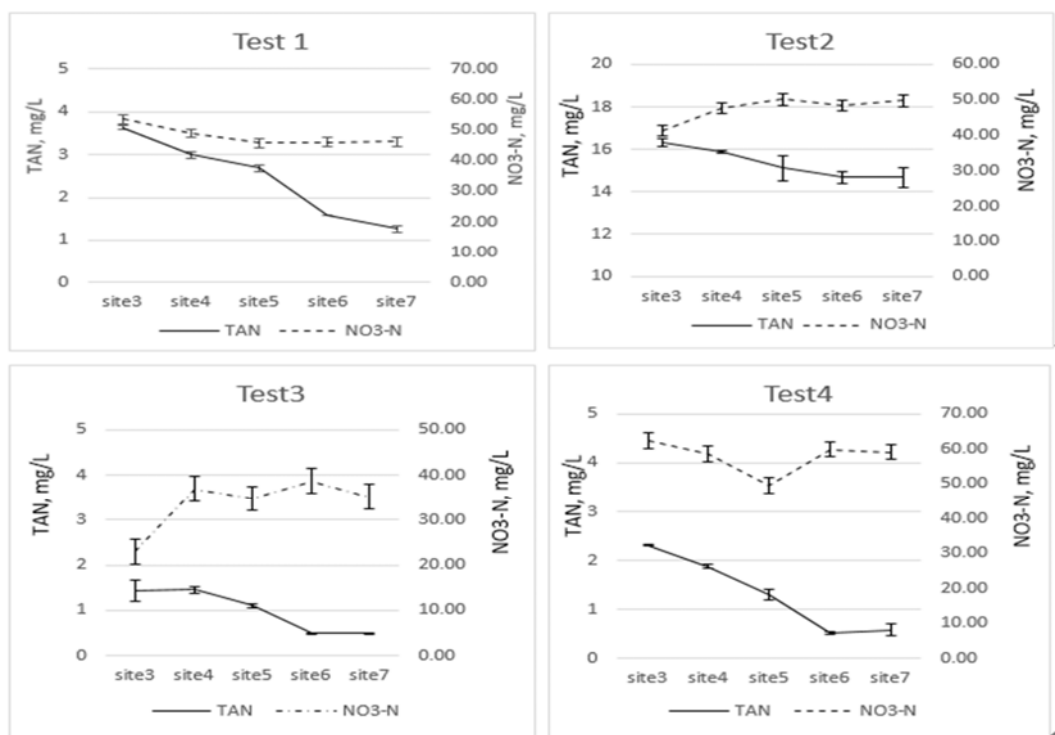 Test 1
TAN, mg/L
5
4
3
2
1
0
NO3-N, mg/L
70.00
60.00
50.00
40.00
30.00
20.00
10.00
0.00
site3 site4 site5 site6 site7
TAN NO3-N
Test2
TAN, mg/L
20
18
16
14
12
10
NO3-N, mg/L
60.00
50.00
40.00
30.00
20.00
10.00
0.00
site3 site4 site5 site6 site7
TAN NO3-N
Test3
TAN, mg/L
5
4
3
2
1
0
NO3-N, mg/L
50.00
40.00
30.00
20.00
10.00
0.00
site3 site4 site5 site6 site7
TAN NO3-N
Test4
TAN, mg/L
5
4
3
2
1
0
NO3-N, mg/L
70.00
60.00
50.00
40.00
30.00
20.00
10.00
0.00
site3 site4 site5 site6 site7
TAN NO3-N